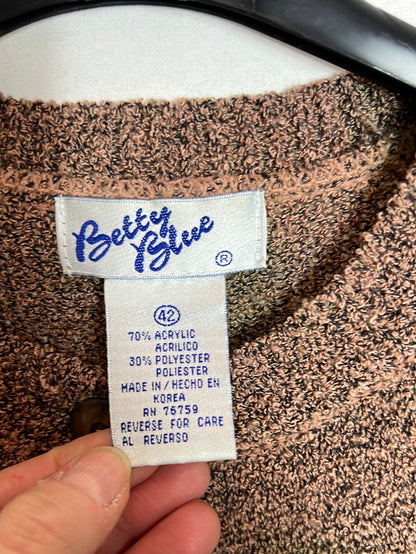 Betty
Blue
®
42
70% ACRYLIC
ACRILICO
30% POLYESTER
POLIESTER
MADE IN/HECHO EN
KOREA
RN 76759
REVERSE FOR CARE
AL REVERSO